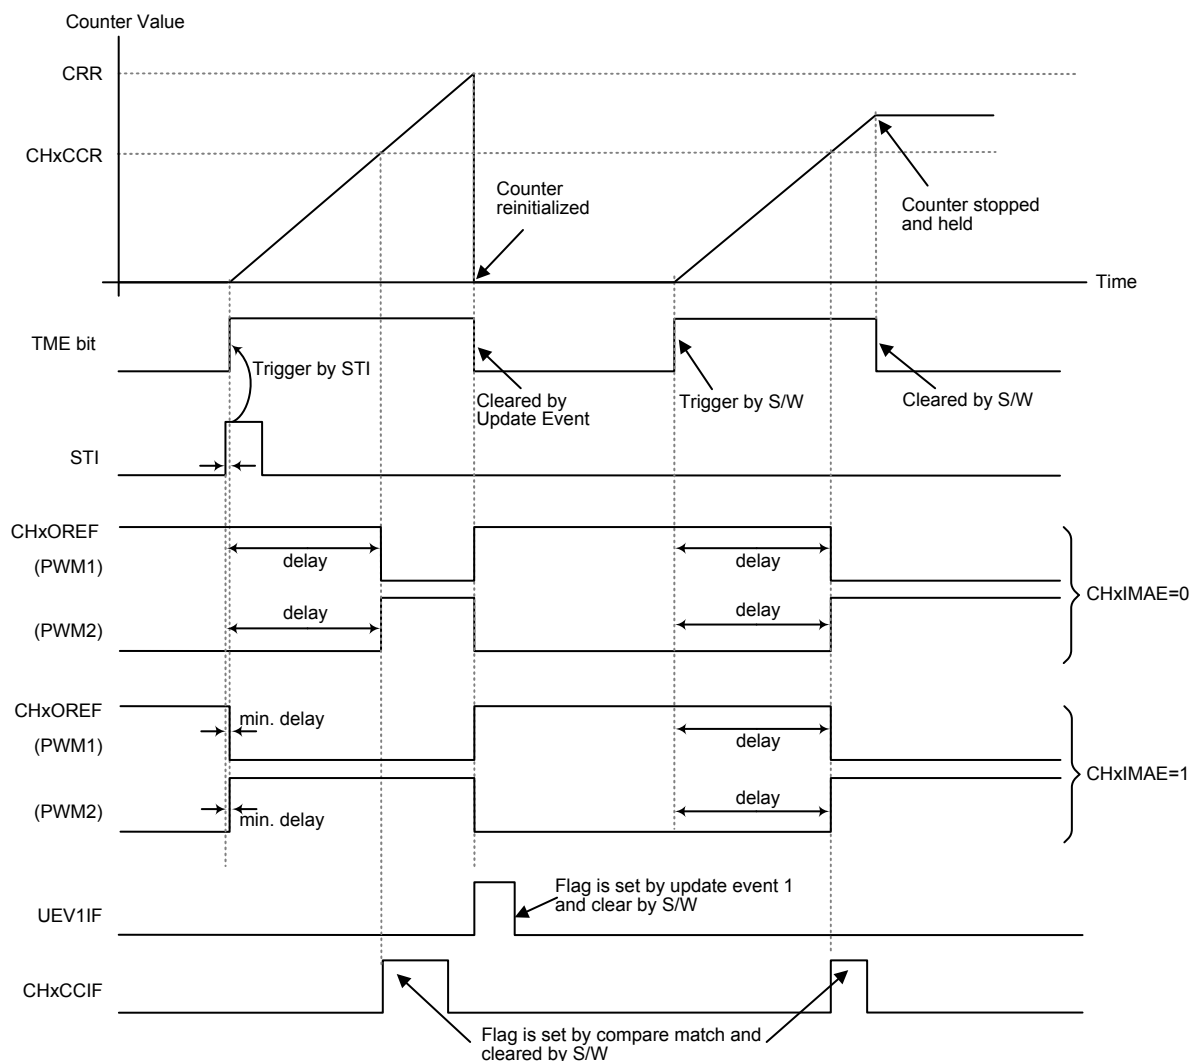 Counter Value
CRR
CHxCCR
Counter
reinitialized
Counter stopped
and held
Time
TME bit
Trigger by STI
Cleared by
Update Event
Trigger by S/W
Cleared by S/W
STI
CHxOREF
(PWM1)
delay
delay
CHxIMAE=0
(PWM2)
delay
delay
CHxOREF
(PWM1)
min. delay
delay
CHxIMAE=1
(PWM2)
min. delay
delay
UEV1IF
Flag is set by update event 1
and clear by S/W
CHxCCIF
Flag is set by compare match and
cleared by S/W